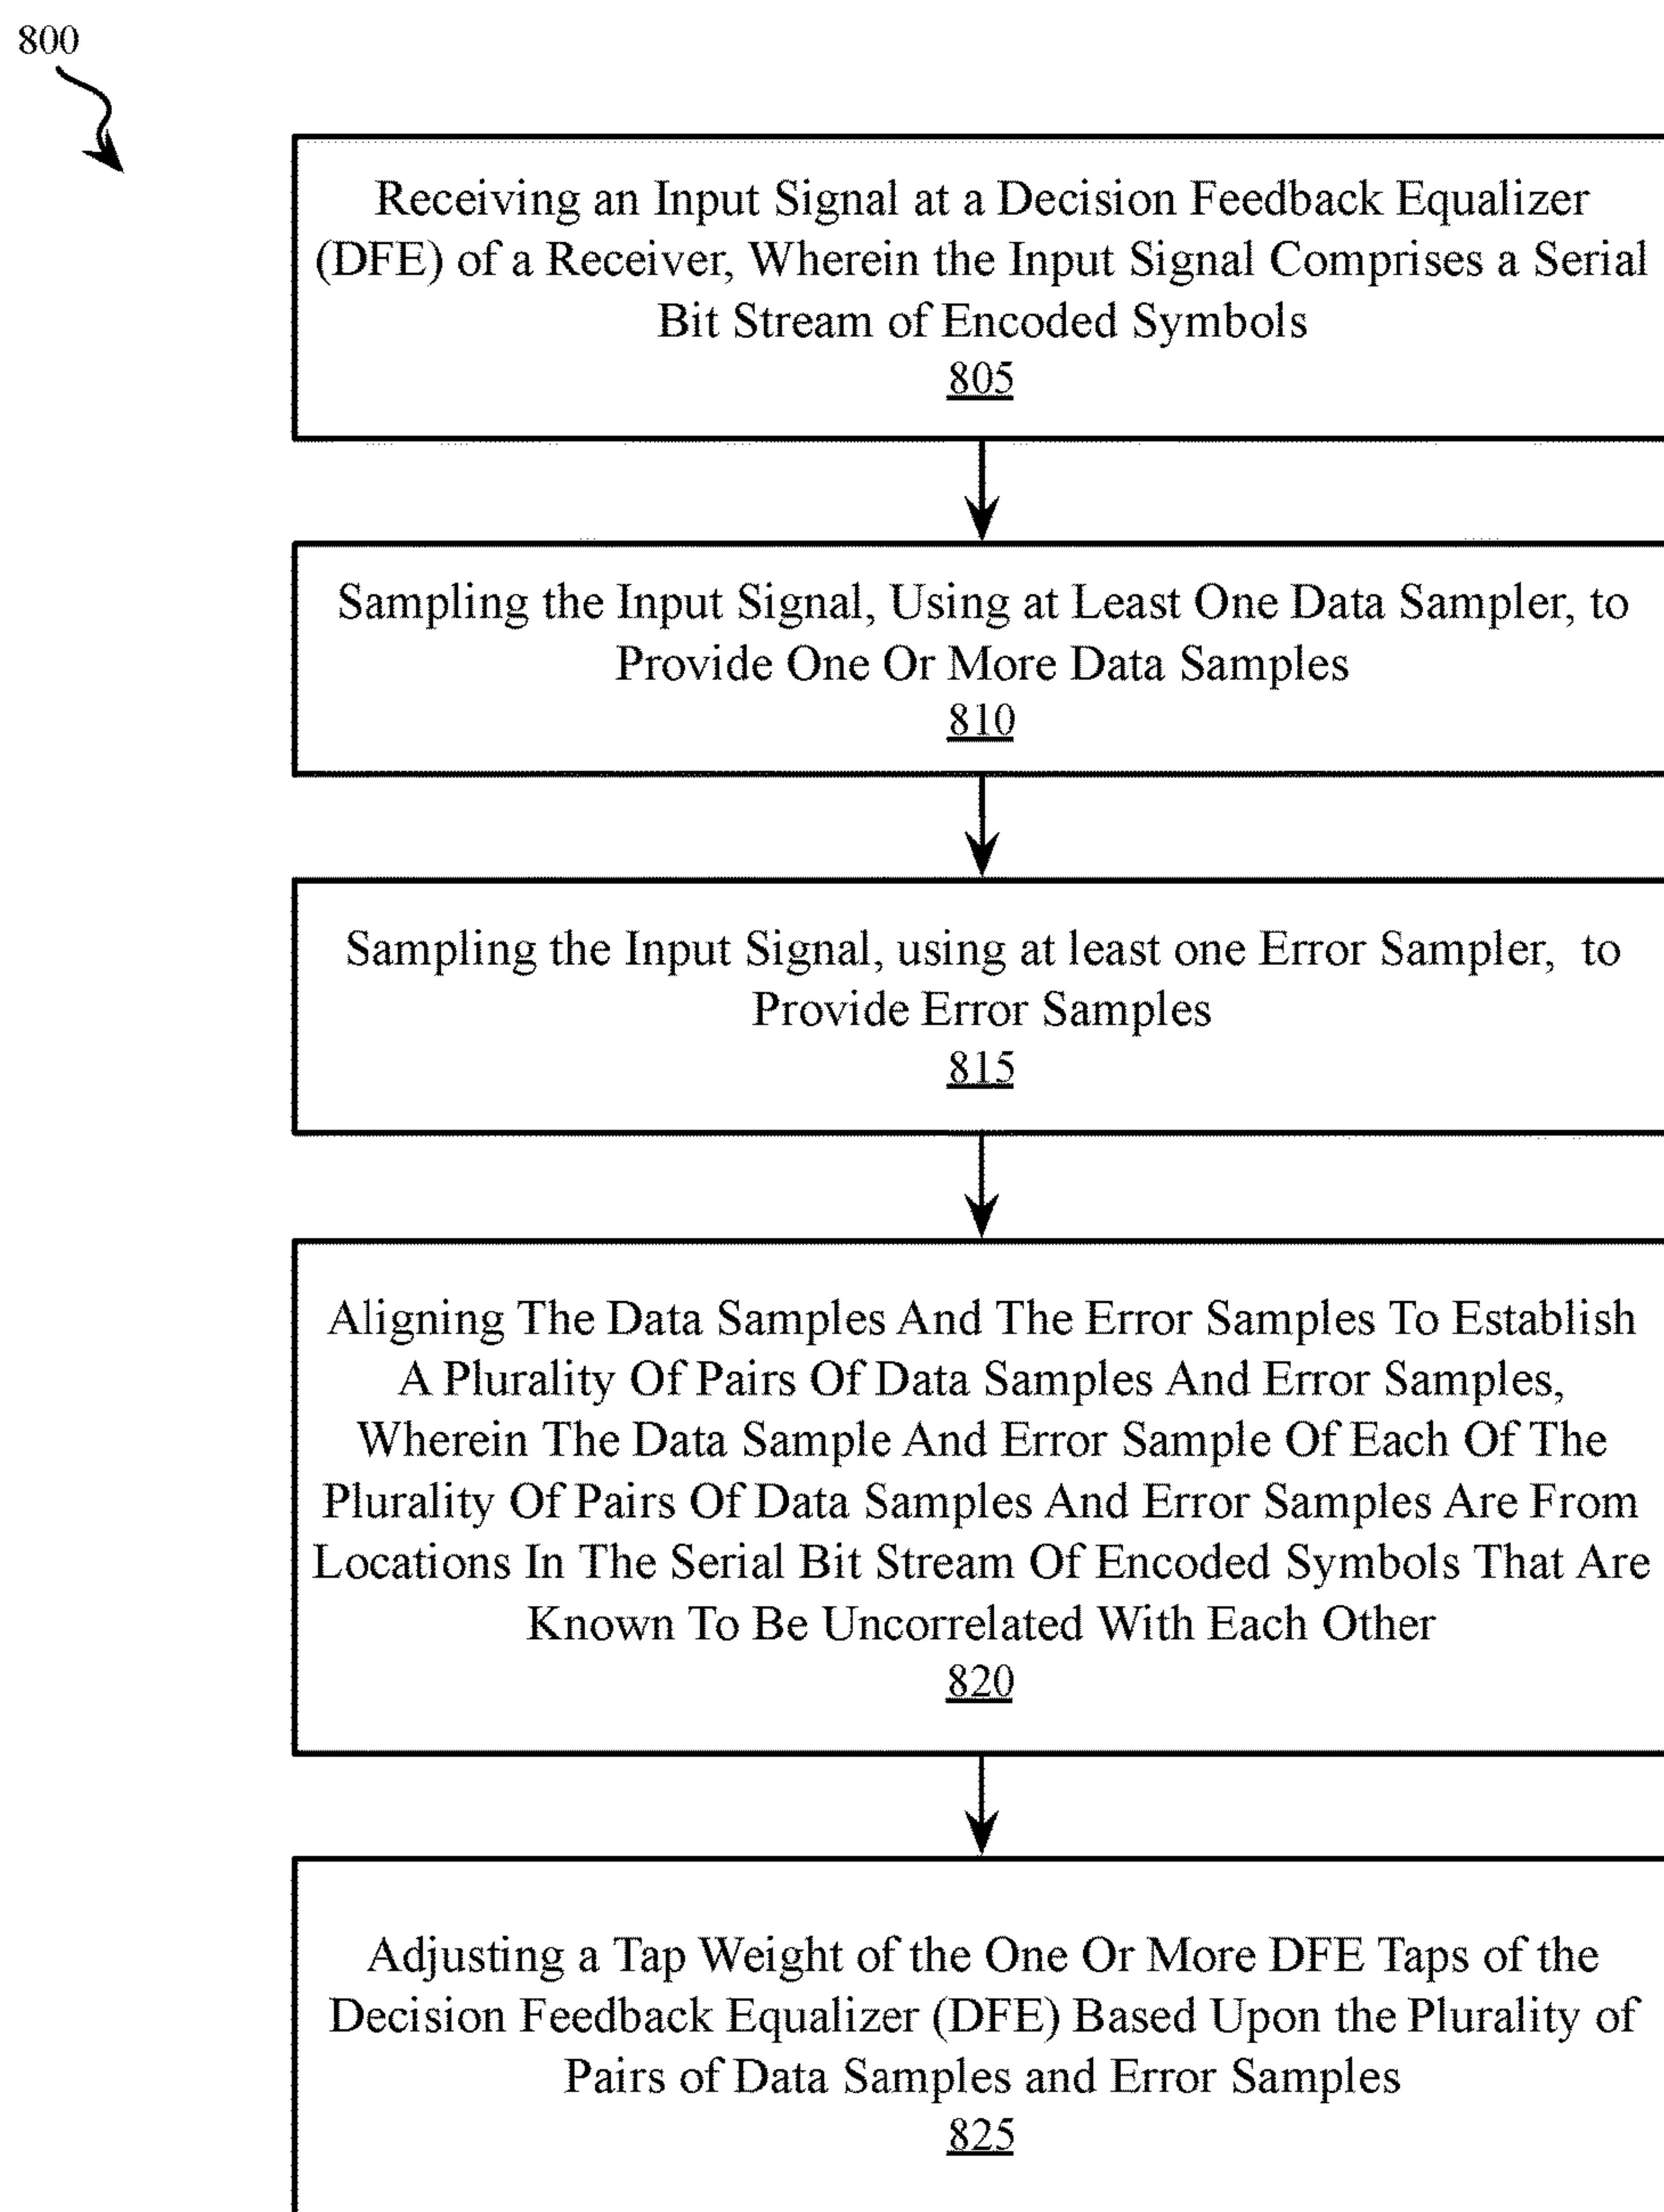 800
Receiving an Input Signal at a Decision Feedback Equalizer
(DFE) of a Receiver, Wherein the Input Signal Comprises a Serial
Bit Stream of Encoded Symbols
805
Sampling the Input Signal, Using at Least One Data Sampler, to
Provide One Or More Data Samples
810
Sampling the Input Signal, using at least one Error Sampler, to
Provide Error Samples
815
Aligning The Data Samples And The Error Samples To Establish
A Plurality Of Pairs Of Data Samples And Error Samples,
Wherein The Data Sample And Error Sample Of Each Of The
Plurality Of Pairs Of Data Samples And Error Samples Are From
Locations In The Serial Bit Stream Of Encoded Symbols That Are
Known To Be Uncorrelated With Each Other
820
Adjusting a Tap Weight of the One Or More DFE Taps of the
Decision Feedback Equalizer (DFE) Based Upon the Plurality of
Pairs of Data Samples and Error Samples
825